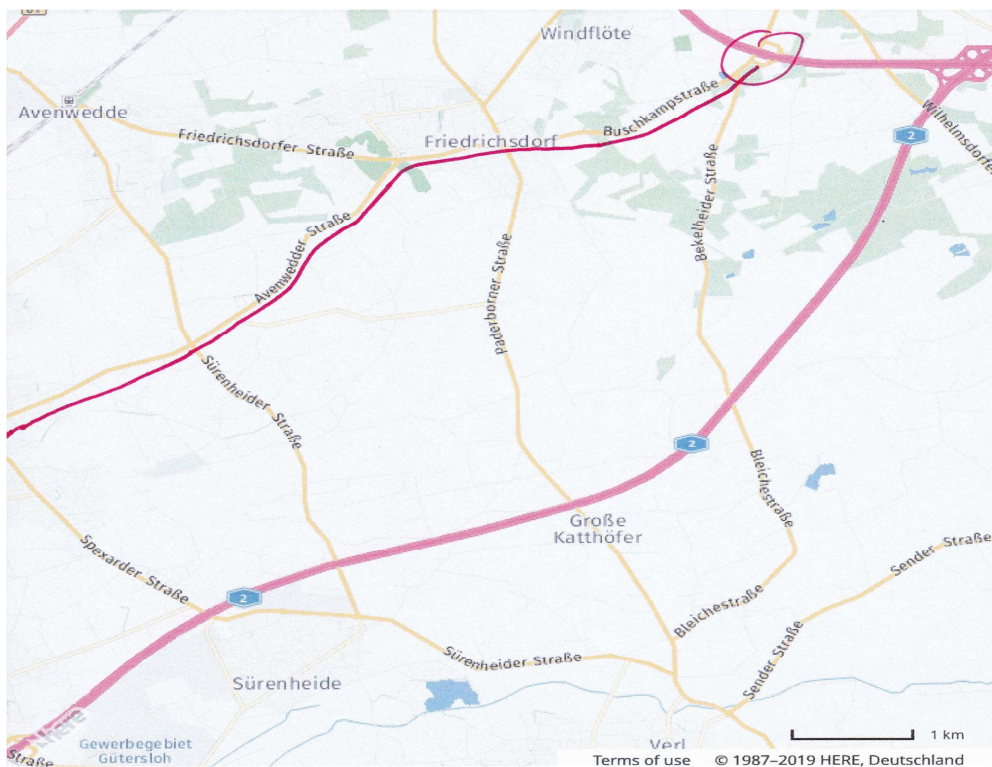 Windflöte
Avenwedde
Friedrichsdorfer Straße
Friedrichsdorf
Buschkampstraße
Wilhelmsdorfer
2
Bekelheider Straße
Avenwedder Straße
Paderborner Straße
Sürenheider Straße
2
Bleichestraße
Große
Katthöfer
Sender Straße
Spexarder Straße
2
Bleichestraße
Sürenheider Straße
Sender Straße
Sürenheide
here
Gewerbegebiet
Gütersloh
Straße
Verl
1 km
Terms of use © 1987–2019 HERE, Deutschland